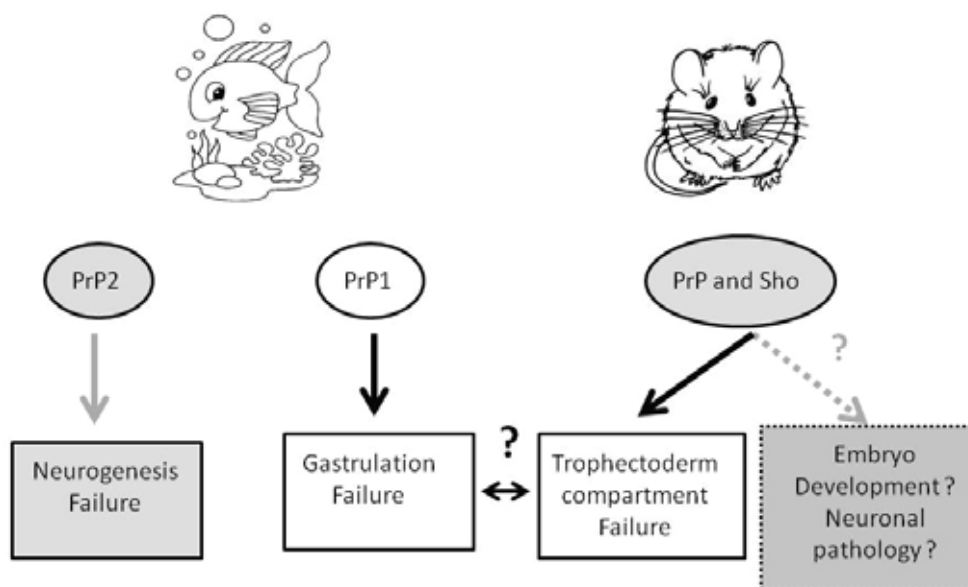 PrP2
PrP1
PrP and Sho
?
Neurogenesis
Failure
Gastrulation
Failure
?
Trophectoderm
compartment
Failure
Embryo
Development?
Neuronal
pathology?